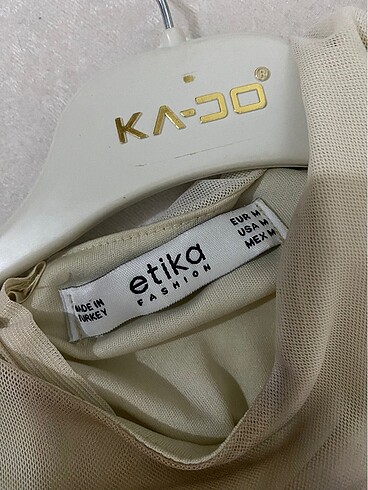 KA-DO®
etika
FASHION
MADE IN
TURKEY
EUR M
USA M
MEX M